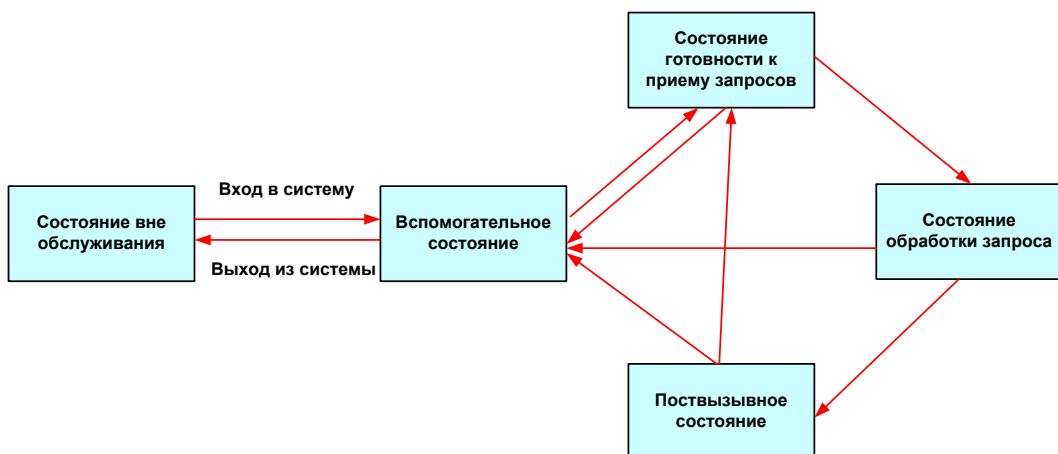 Состояние
готовности к
приему запросов
Вход в систему
Состояние вне
обслуживания
Вспомогательное
состояние
Состояние
обработки запроса
Выход из системы
Поствызывное
состояние